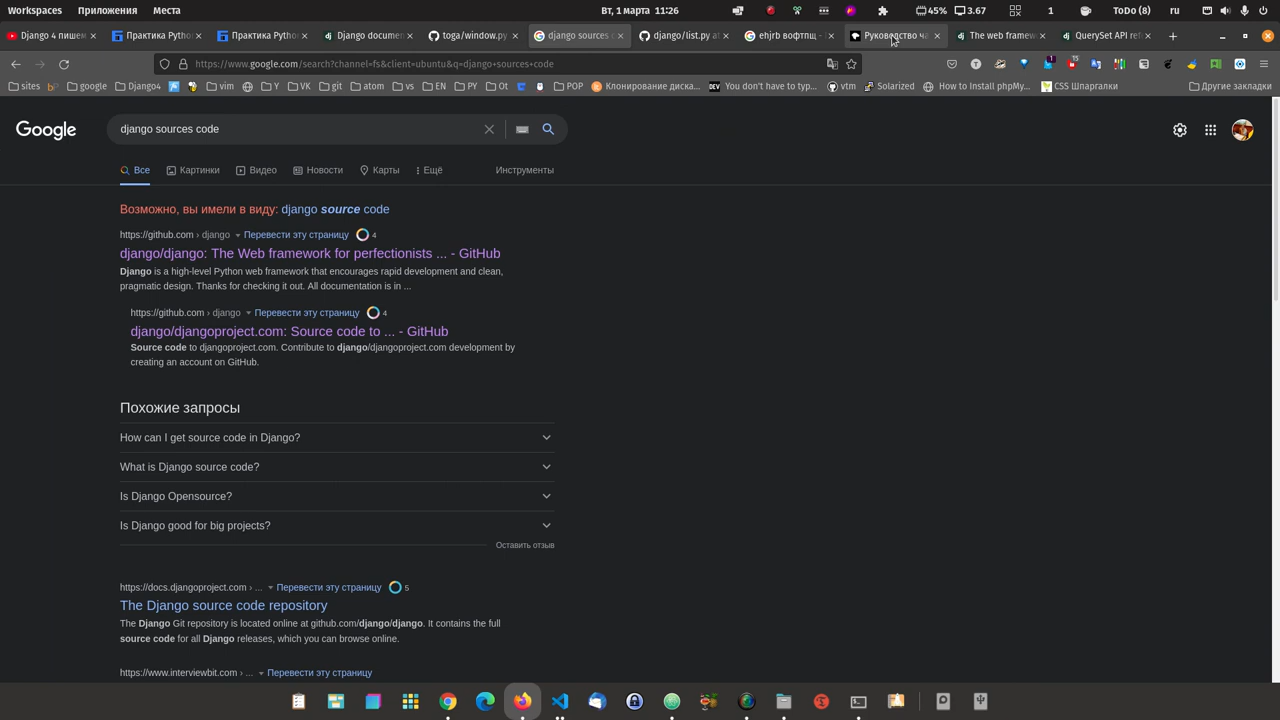 Workspaces Приложения Места Вт, 1 марта 11:26 45% 3.67 1 ToDo (8) ru
Django 4 пишем Практика Python Практика Python Django documen toga/window.py django sources c django/list.py at ehjrb вофтпщ - Руководство ча The web framew QuerySet API ref
https://www.google.com/search?channel=fs&client=ubuntu&q=django+sources+code
sites google Django4 vim Y VK git atom vs EN PY Ot POP Клонирование диска... You don't have to typ... vtm Solarized How to Install phpMy... CSS Шпаргалки Другие закладки
Google django sources code
Все Картинки Видео Новости Карты Ещё Инструменты
Возможно, вы имели в виду: django source code
https://github.com › django Перевести эту страницу 4
django/django: The Web framework for perfectionists ... - GitHub
Django is a high-level Python web framework that encourages rapid development and clean,
pragmatic design. Thanks for checking it out. All documentation is in ...
https://github.com › django Перевести эту страницу 4
django/djangoproject.com: Source code to ... - GitHub
Source code to djangoproject.com. Contribute to django/djangoproject.com development by
creating an account on GitHub.
Похожие запросы
How can I get source code in Django?
What is Django source code?
Is Django Opensource?
Is Django good for big projects?
Оставить отзыв
https://docs.djangoproject.com › ... Перевести эту страницу 5
The Django source code repository
The Django Git repository is located online at github.com/django/django. It contains the full
source code for all Django releases, which you can browse online.
https://www.interviewbit.com › ... Перевести эту страницу